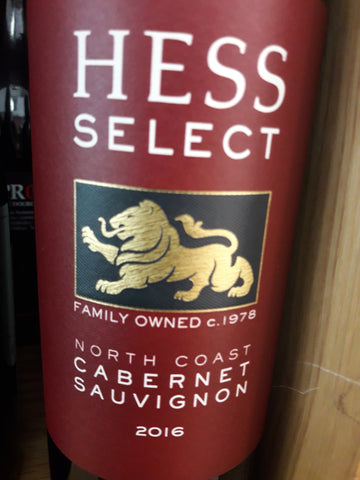 HESS
SELECT
FAMILY OWNED c.1978
NORTH COAST
CABERNET
SAUVIGNON
2016